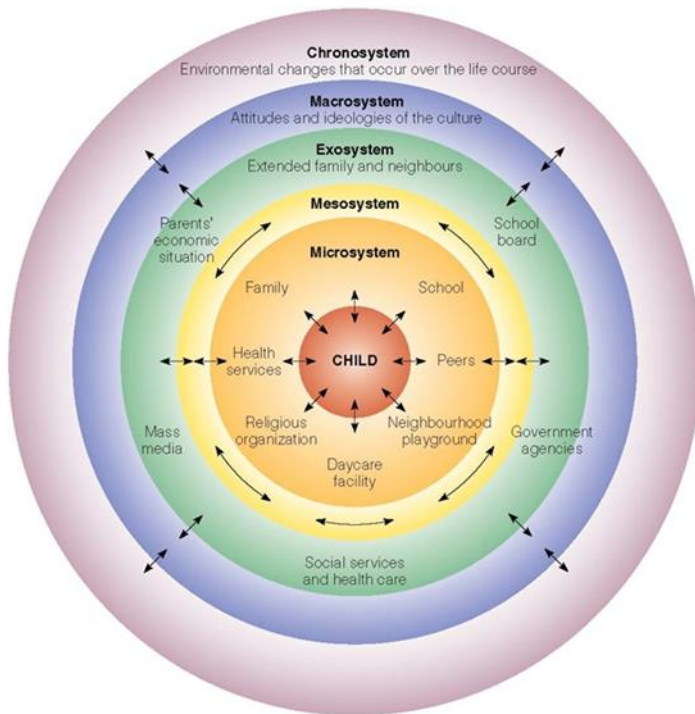 Chronosystem
Environmental changes that occur over the life course
Macrosystem
Attitudes and ideologies of the culture
Exosystem
Extended family and neighbours
Mesosystem
Parents'
economic
situation
School
board
Microsystem
Family
School
Health
services
CHILD
Peers
Religious
organization
Neighbourhood
playground
Mass
media
Government
agencies
Daycare
facility
Social services
and health care